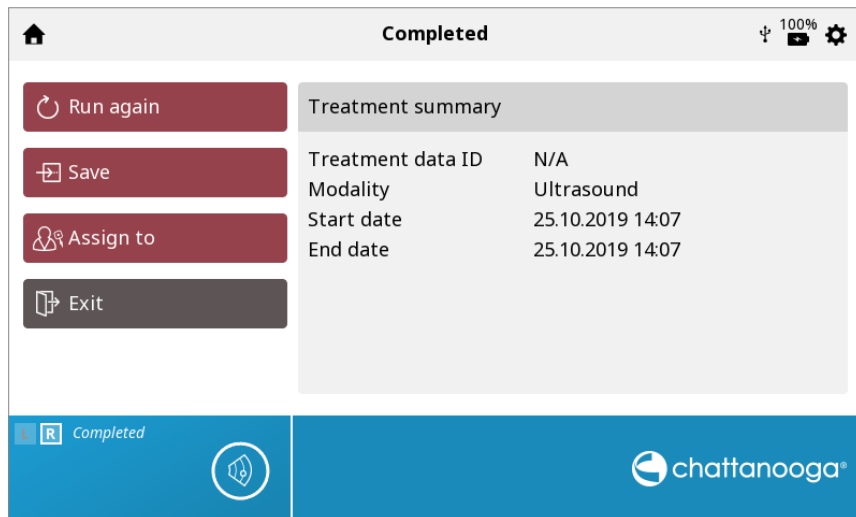 Completed
100%
Run again
Treatment summary
Save
Treatment data ID N/A
Modality Ultrasound
Start date 25.10.2019 14:07
End date 25.10.2019 14:07
Assign to
Exit
L R Completed
chattanooga®